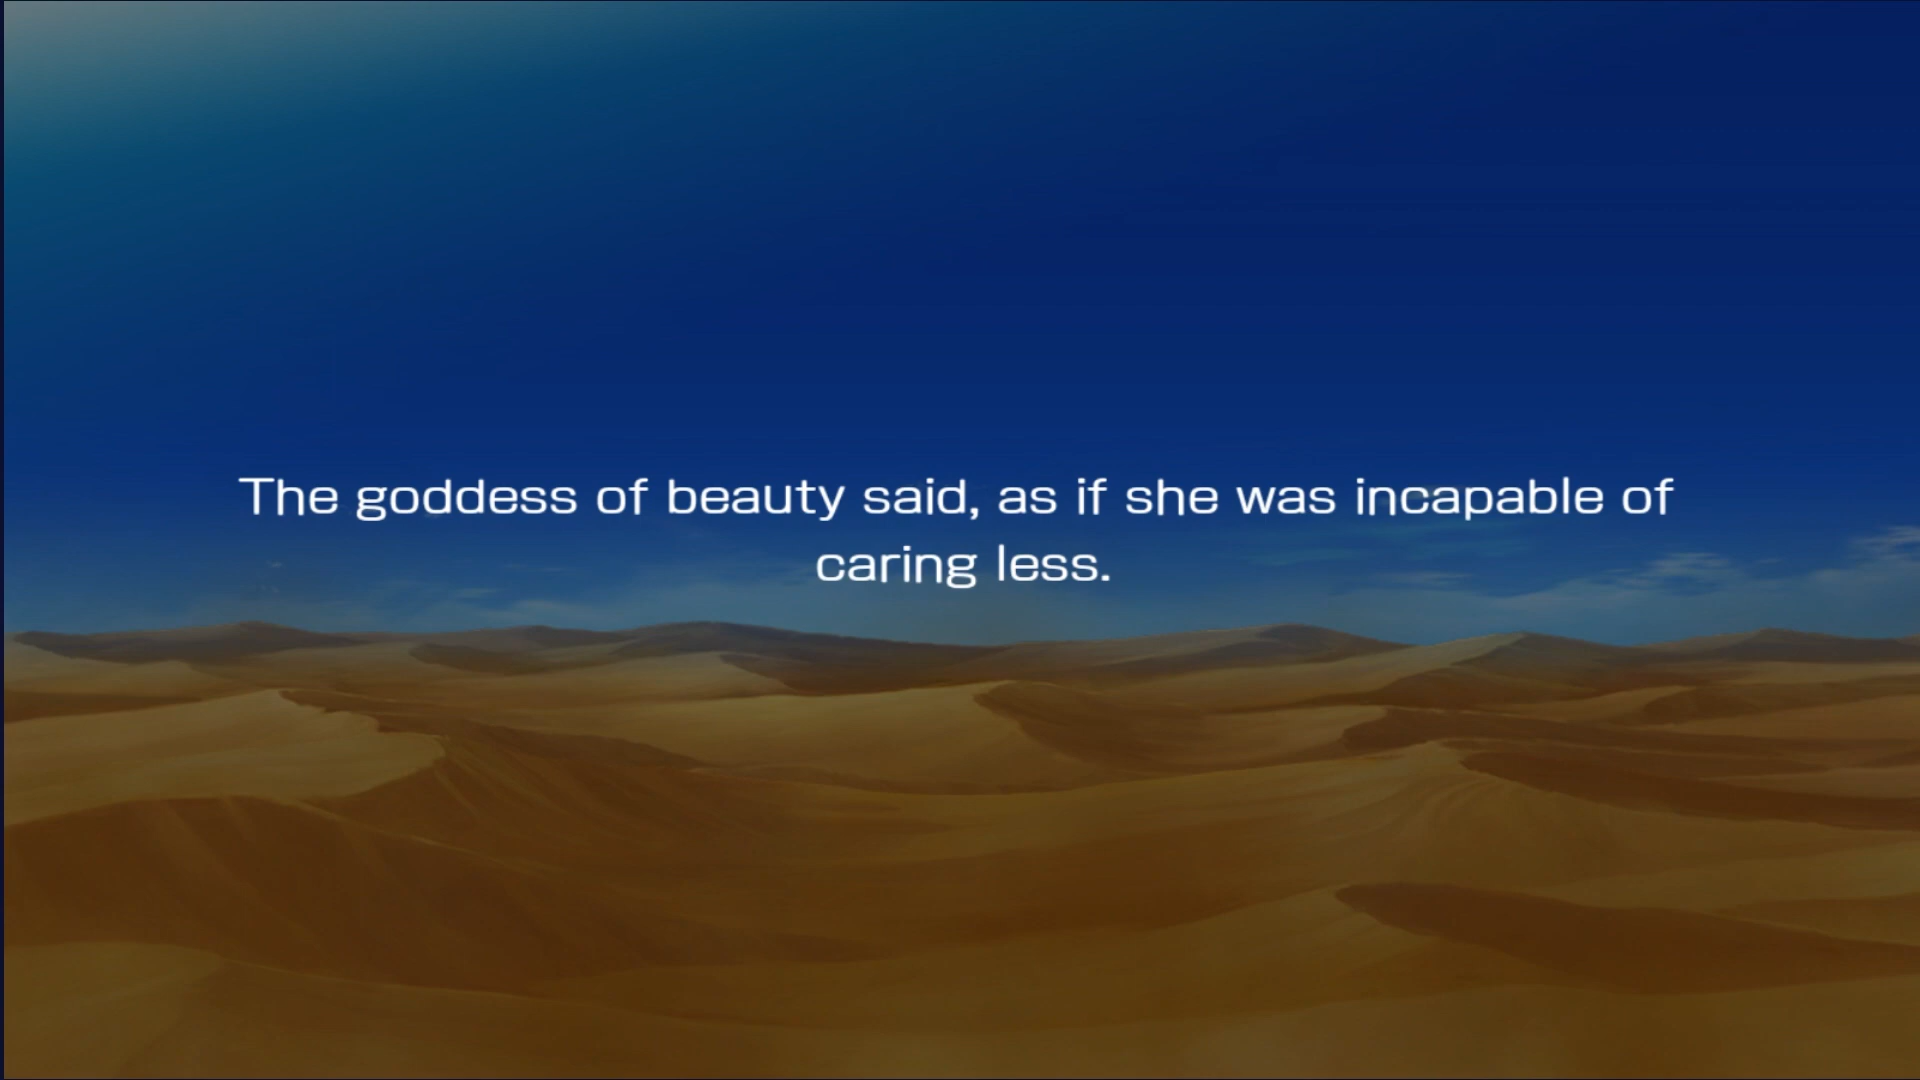 The goddess of beauty said, as if she was incapable of
caring less.